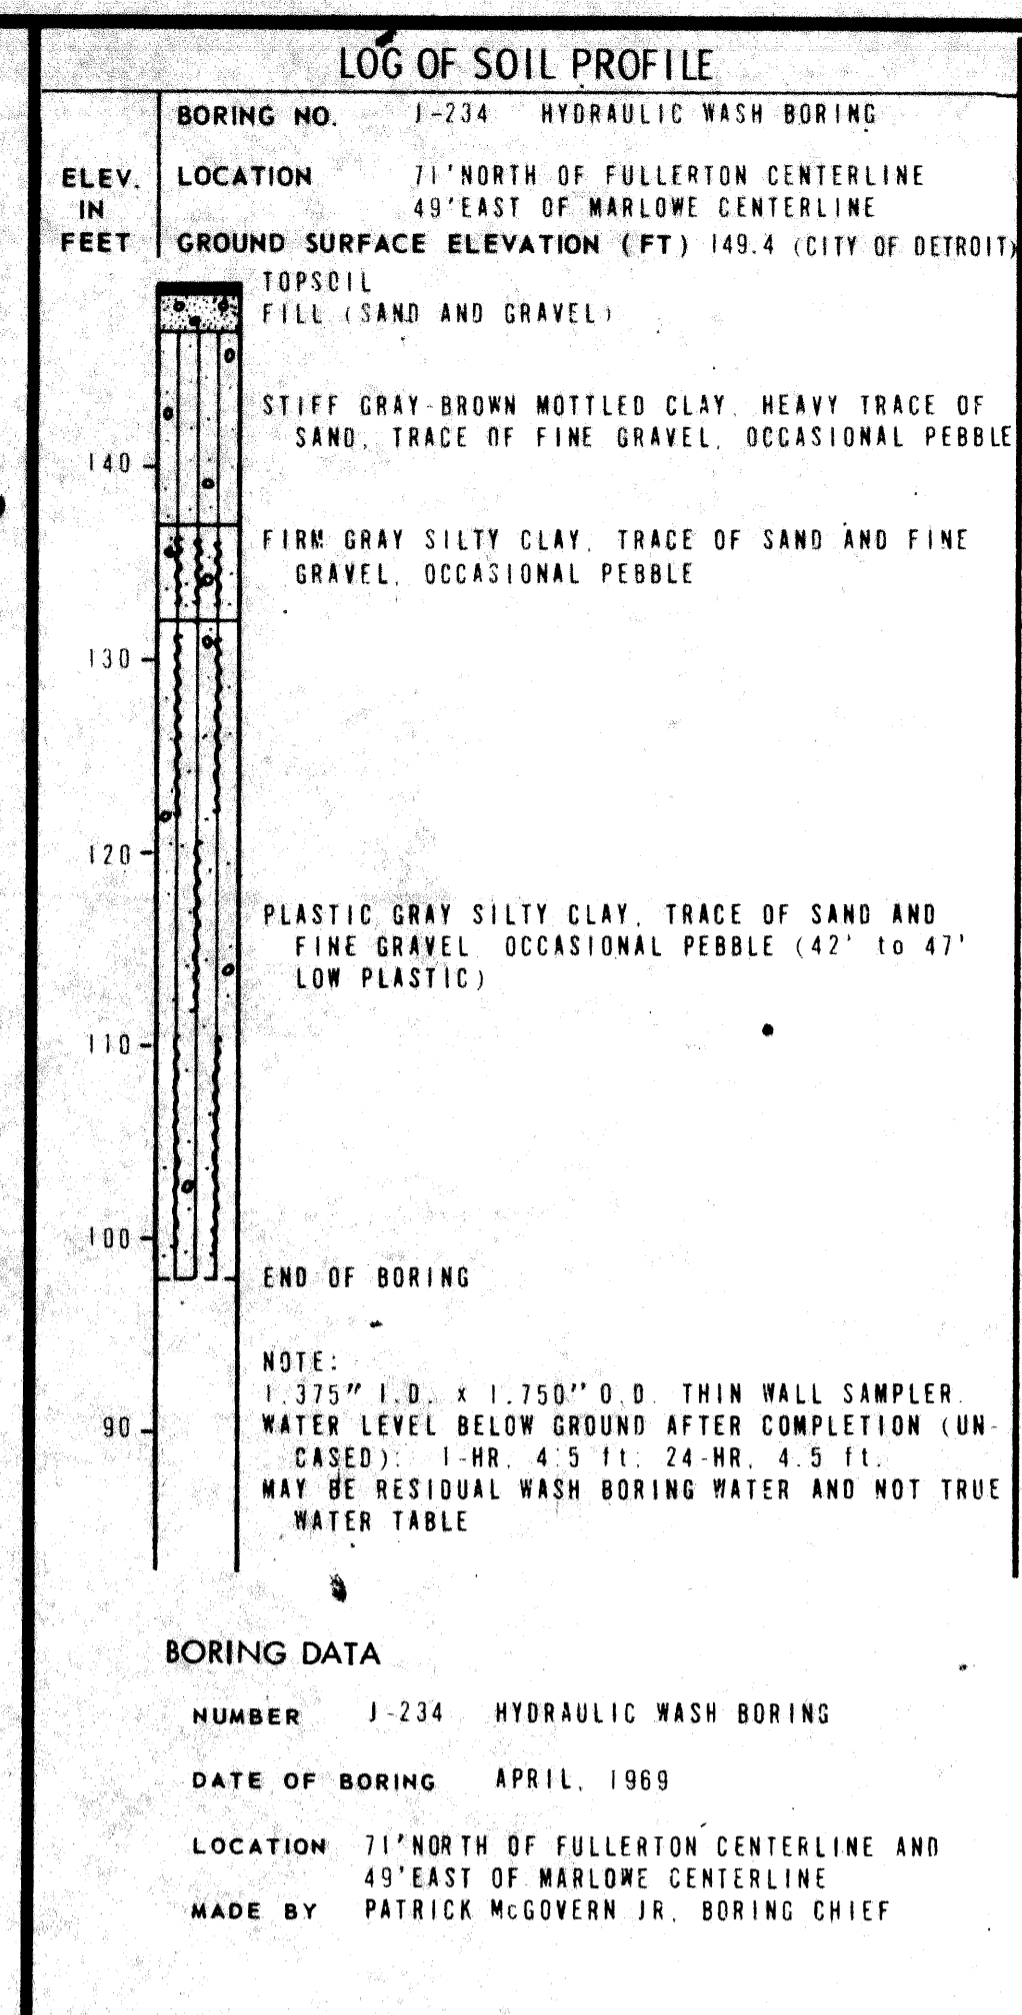 LOG OF SOIL PROFILE
BORING NO. J-234 HYDRAULIC WASH BORING
ELEV. IN FEET
LOCATION 71'NORTH OF FULLERTON CENTERLINE
49'EAST OF MARLOWE CENTERLINE
GROUND SURFACE ELEVATION (FT) 149.4 (CITY OF DETROIT)
TOPSOIL
FILL (SAND AND GRAVEL)
STIFF GRAY-BROWN MOTTLED CLAY, HEAVY TRACE OF
SAND, TRACE OF FINE GRAVEL, OCCASIONAL PEBBLE
140
FIRM GRAY SILTY CLAY, TRACE OF SAND AND FINE
GRAVEL, OCCASIONAL PEBBLE
130
120
PLASTIC GRAY SILTY CLAY, TRACE OF SAND AND
FINE GRAVEL OCCASIONAL PEBBLE (42' to 47'
LOW PLASTIC)
110
100
END OF BORING
NOTE:
1.375" I.D. x 1.750" O.D. THIN WALL SAMPLER.
90
WATER LEVEL BELOW GROUND AFTER COMPLETION (UN-
CASED): 1-HR, 4.5 ft; 24-HR, 4.5 ft.
MAY BE RESIDUAL WASH BORING WATER AND NOT TRUE
WATER TABLE
BORING DATA
NUMBER J-234 HYDRAULIC WASH BORING
DATE OF BORING APRIL, 1969
LOCATION 71'NORTH OF FULLERTON CENTERLINE AND
49'EAST OF MARLOWE CENTERLINE
MADE BY PATRICK McGOVERN JR, BORING CHIEF